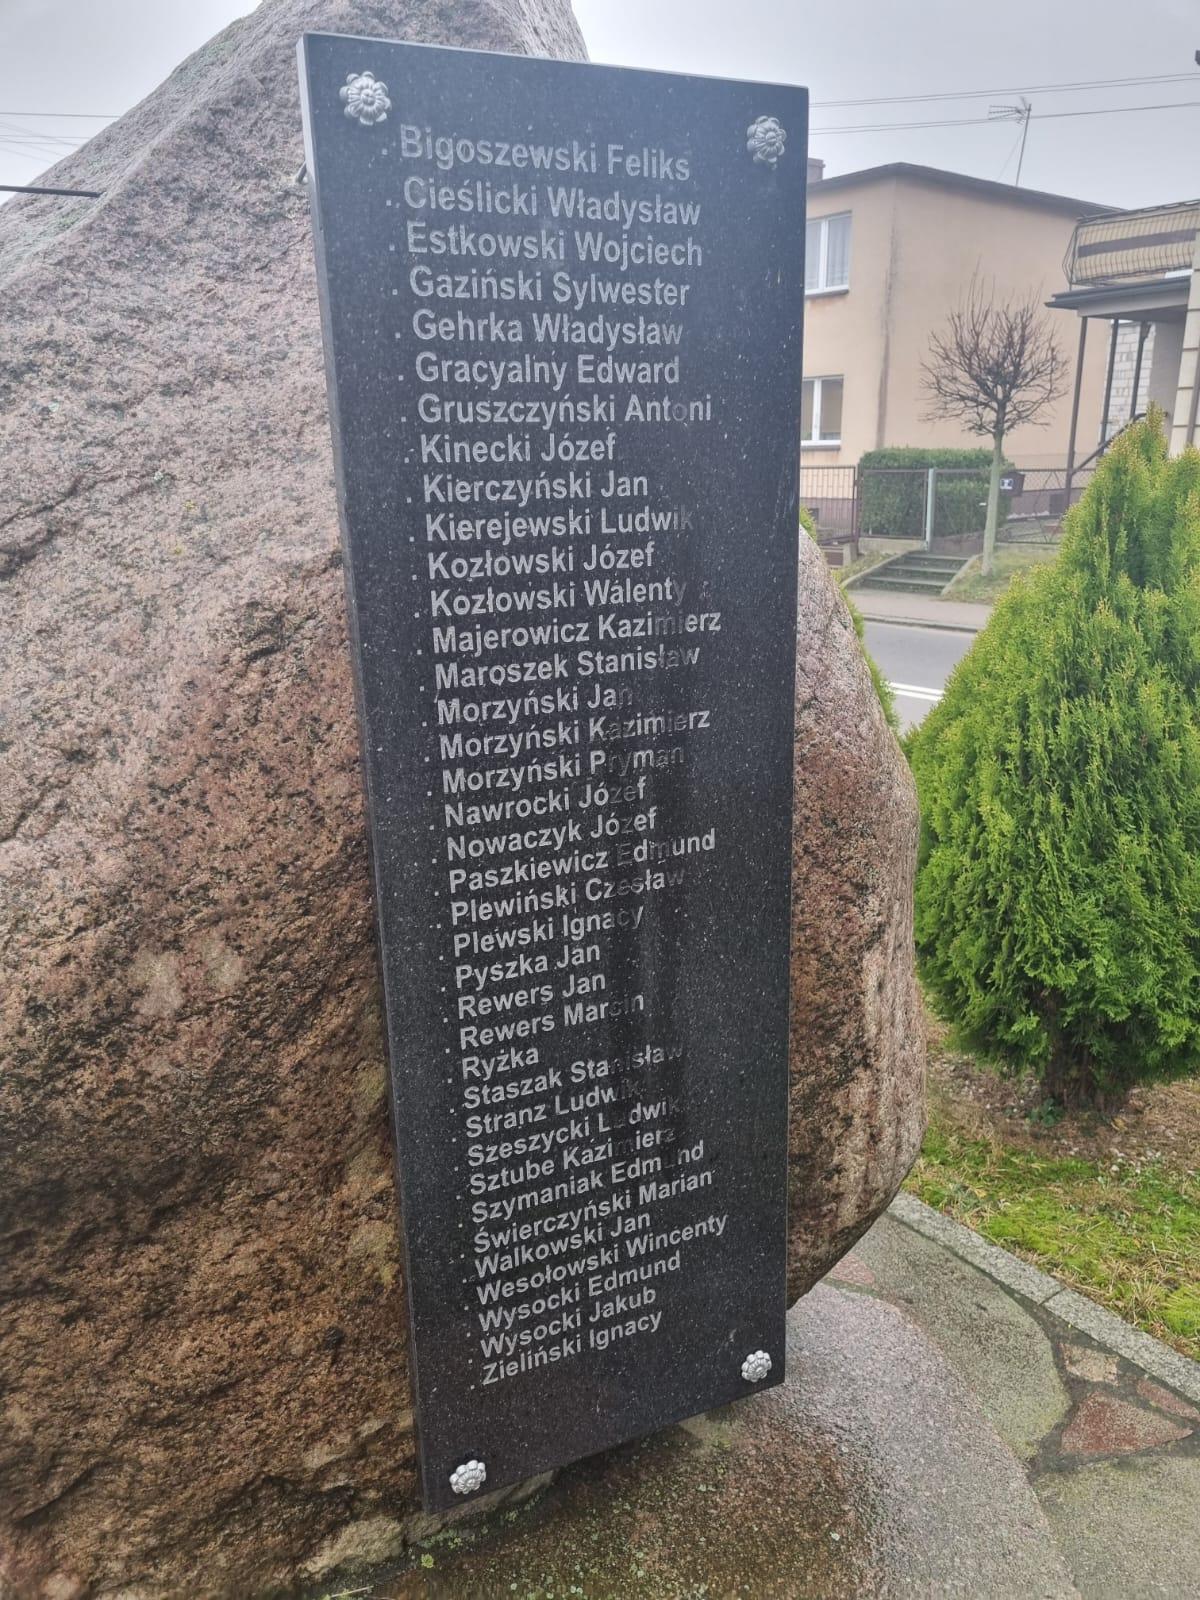 Bigoszewski Feliks
Cieślicki Władysław
Estkowski Wojciech
Gaziński Sylwester
Gehrka Władysław
Gracyalny Edward
Gruszczyński Antoni
Kinecki Józef
Kierczyński Jan
Kierejewski Ludwik
Kozłowski Józef
Kozłowski Walenty
Majerowicz Kazimierz
Maroszek Stanisław
Morzyński Jan
Morzyński Kazimierz
Morzyński Pryman
Nawrocki Józef
Nowaczyk Józef
Paszkiewicz Edmund
Plewiński Czesław
Plewski Ignacy
Pyszka Jan
Rewers Jan
Rewers Marcin
Ryżka
Staszak Stanisław
Stranz Ludwik
Szeszycki Ludwik
Sztube Kazimierz
Szymaniak Edmund
Świerczyński Marian
Walkowski Jan
Wesołowski Wincenty
Wysocki Edmund
Wysocki Jakub
Zieliński Ignacy